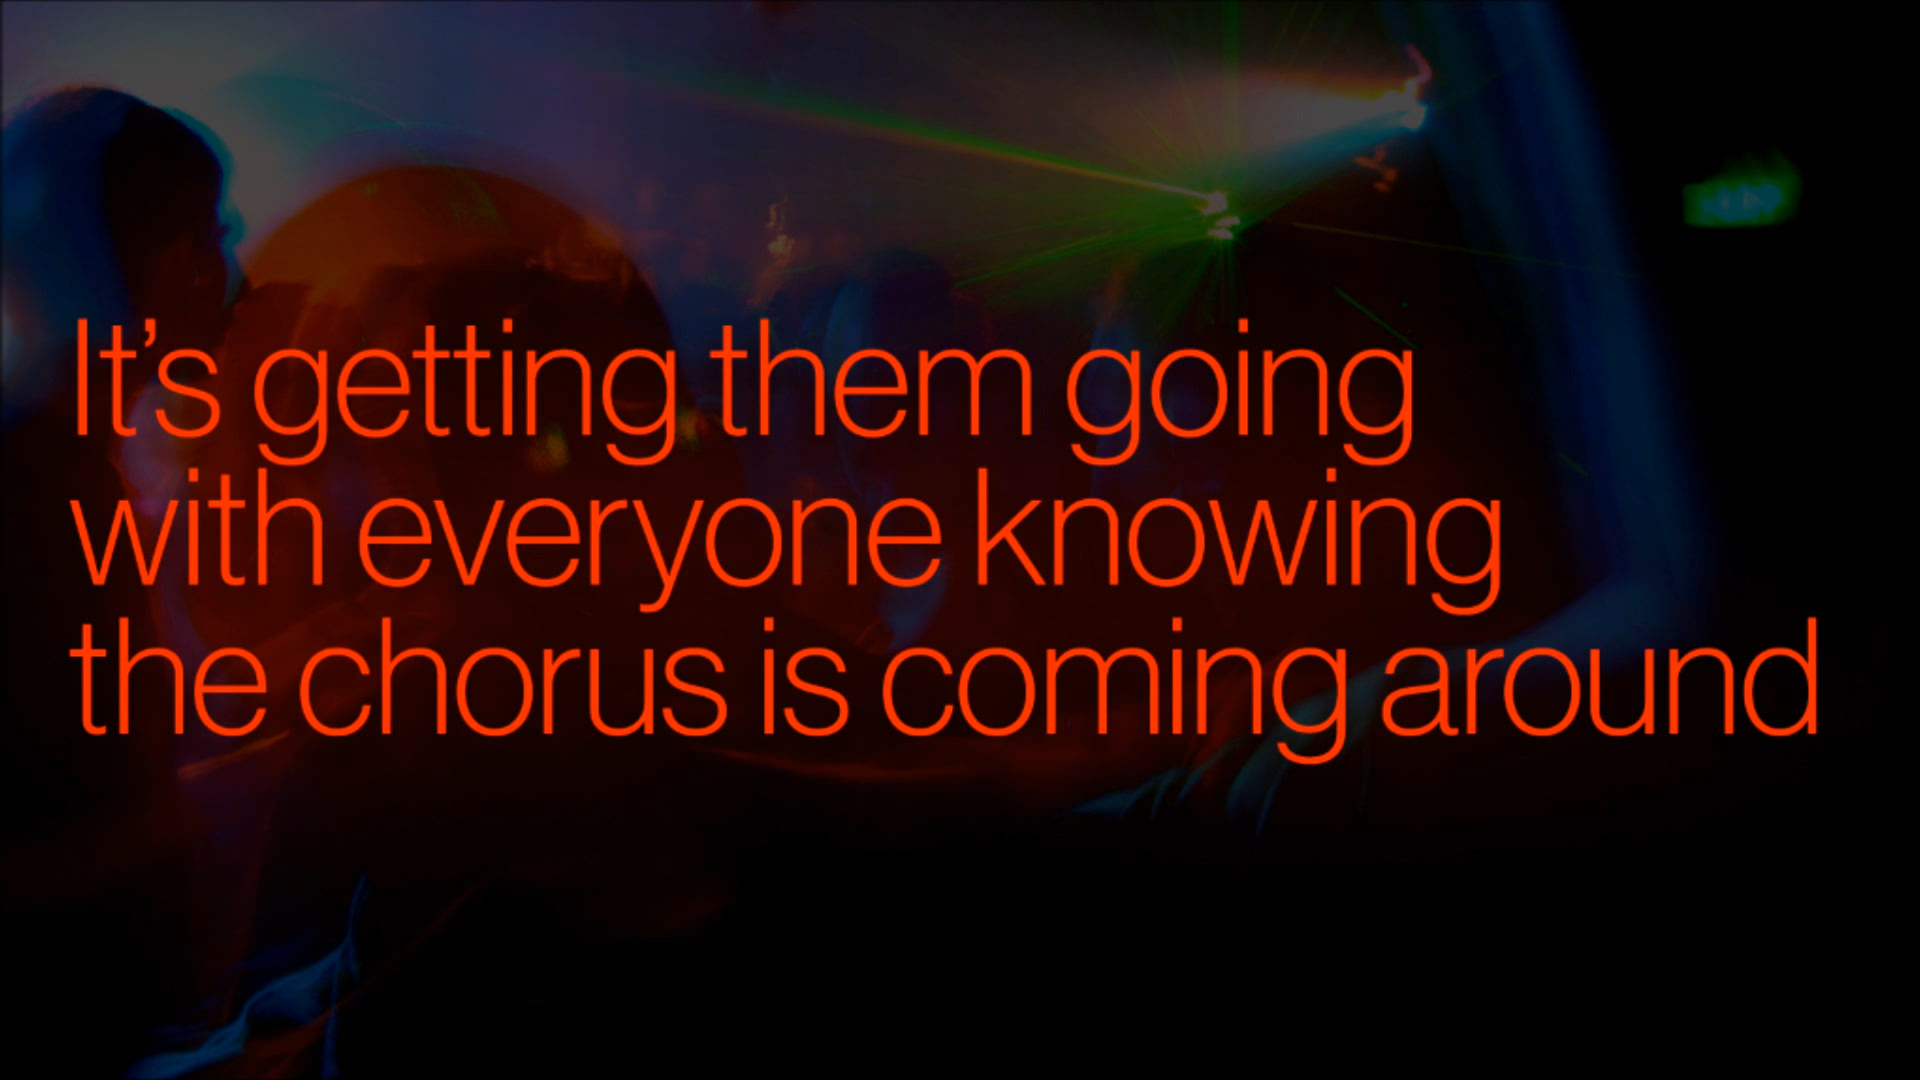 It’s getting them going
with everyone knowing
the chorus is coming around